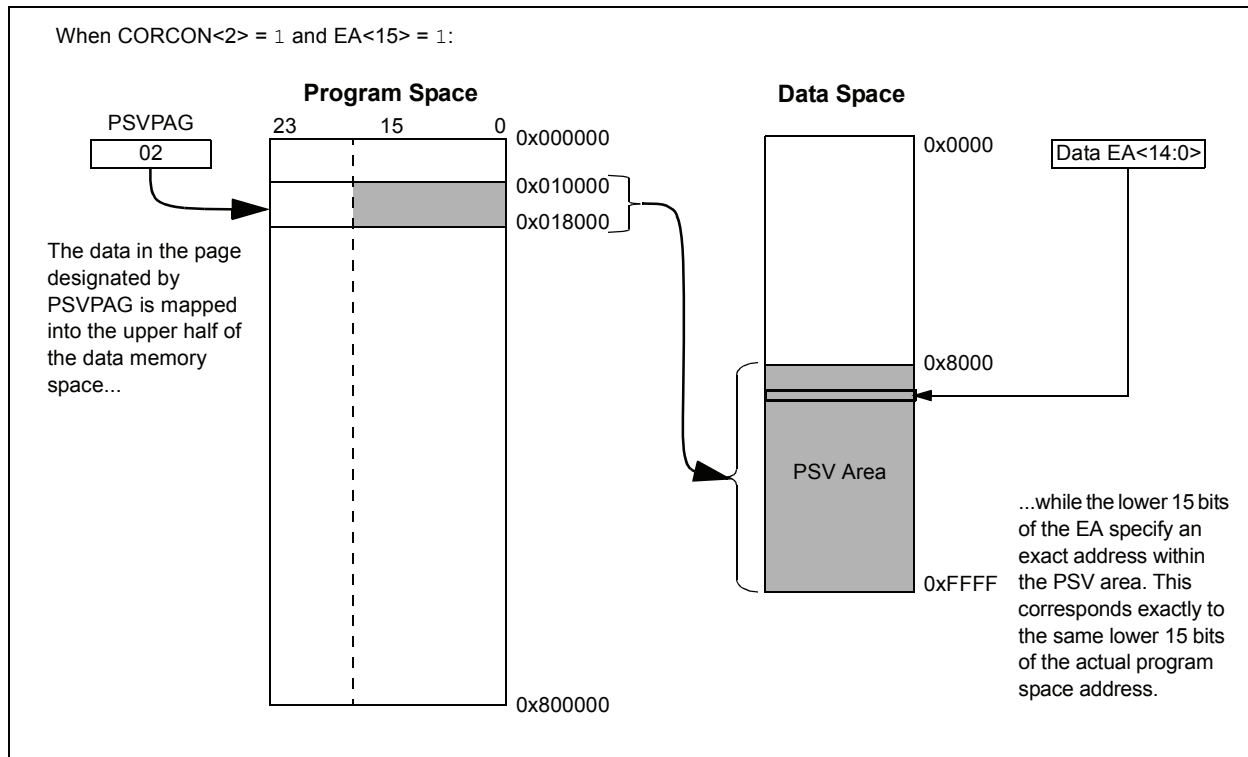 When CORCON<2> = 1 and EA<15> = 1:
Program Space
Data Space
PSVPAG
02
23 15 0
0x000000
0x010000
0x018000
0x800000
The data in the page
designated by
PSVPAG is mapped
into the upper half of
the data memory
space...
0x0000
0x8000
0xFFFF
PSV Area
Data EA<14:0>
...while the lower 15 bits
of the EA specify an
exact address within
the PSV area. This
corresponds exactly to
the same lower 15 bits
of the actual program
space address.